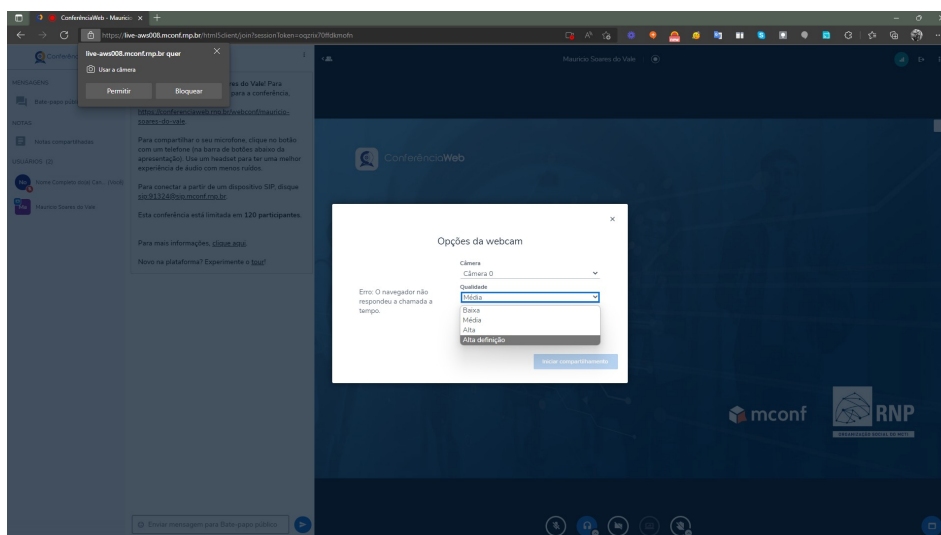 ConferênciaWeb - Mauricio
https://live-aws008.mconf.rnp.br/html5client/join?sessionToken=
live-aws008.mconf.rnp.br quer
Usar a câmera
Permitir
Bloquear
MENSAGENS
Bate-papo público
NOTAS
Notas compartilhadas
USUÁRIOS (2)
Mauricio Soares do Vale
res do Vale! Para
para a conferência,
https://conferenciaweb.rnp.br/webconf/mauricio-
soares-do-vale.
Para compartilhar o seu microfone, clique no botão
com um telefone (na barra de botões abaixo da
apresentação). Use um headset para ter uma melhor
experiência de áudio com menos ruídos.
Para conectar a partir de um dispositivo SIP, disque
sip:91324@sip.mconf.rnp.br.
Esta conferência está limitada em 120 participantes.
Para mais informações, clique aqui.
Novo na plataforma? Experimente o tour!
Enviar mensagem para Bate-papo público
Mauricio Soares do Vale
ConferênciaWeb
Opções da webcam
Erro: O navegador não
respondeu a chamada a
tempo.
Câmera
Câmera 0
Qualidade
Média
Baixa
Média
Alta
Alta definição
Iniciar compartilhamento
mconf
RNP